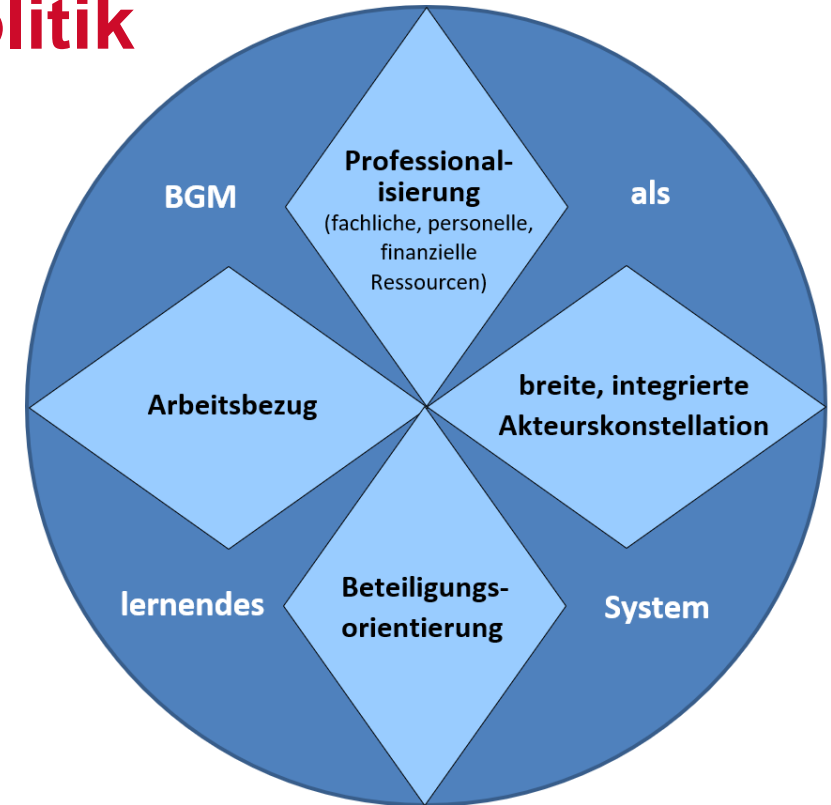 olitik
BGM
als
Professional-
isierung
(fachliche, personelle,
finanzielle
Ressourcen)
Arbeitsbezug
breite, integrierte
Akteurskonstellation
lernendes
System
Beteiligungs-
orientierung